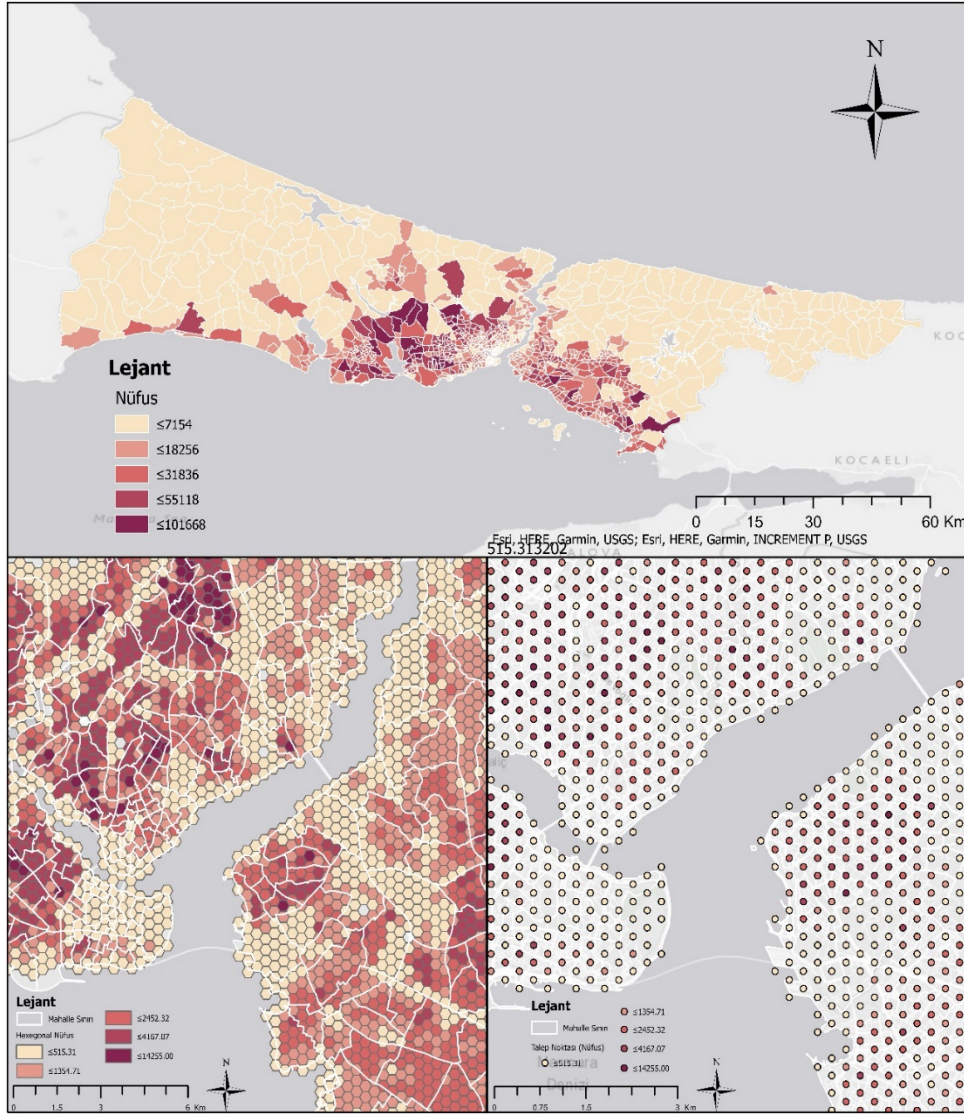 N
Lejant
Nüfus
≤7154
≤18256
≤31836
≤55118
≤101668
KOCAELI
0 15 30 60 Km
Esri, HERE, Garmin, USGS; Esri, HERE, Garmin, INCREMENT P, USGS
515.313202
Lejant
Mahalle Sınırı
Hexegonal Nüfus
≤515.31
≤1354.71
≤2452.32
≤4167.07
≤14255.00
N
0 1.5 3 6 Km
Lejant
Mahalle Sınırı
Talep Noktası (Nüfus)
≤515.31
≤1354.71
≤2452.32
≤4167.07
≤14255.00
Denizi
N
0 0.75 1.5 3 Km